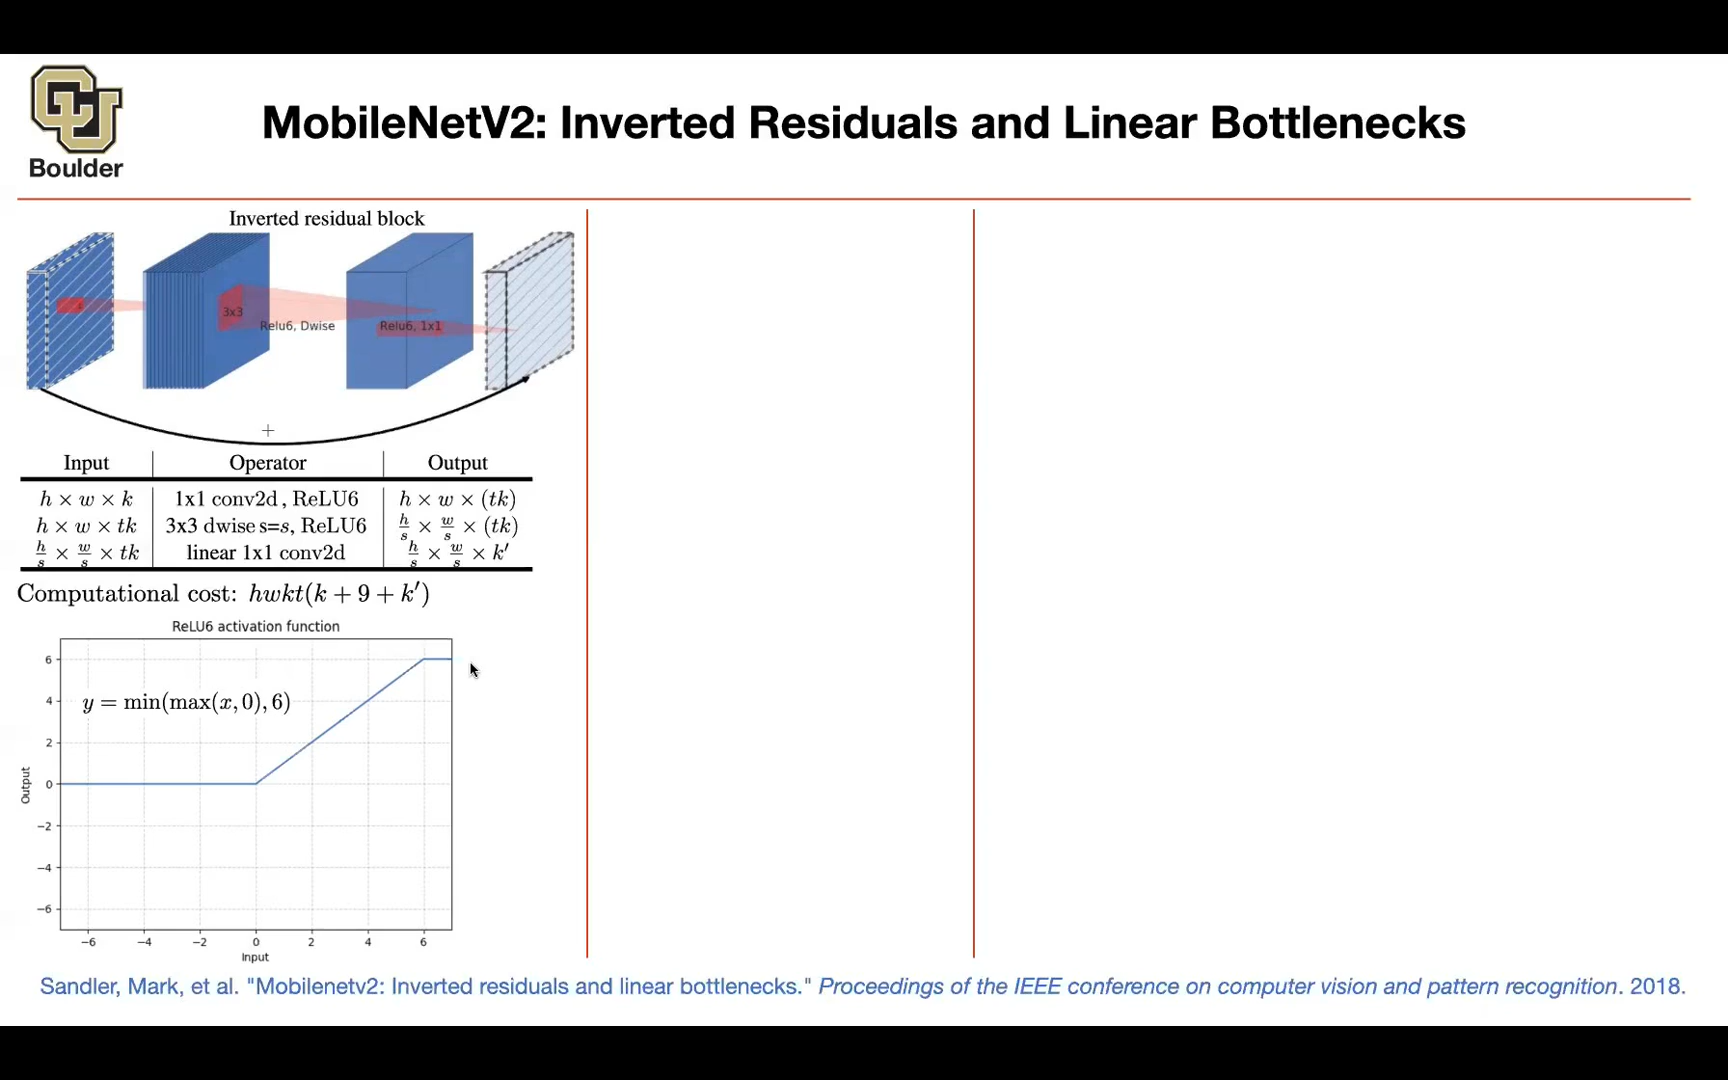 CU
Boulder
MobileNetV2: Inverted Residuals and Linear Bottlenecks
Inverted residual block
3x3
Relu6, Dwise
Relu6, 1x1
+
Input Operator Output
h × w × k 1x1 conv2d, ReLU6 h × w × (tk)
h × w × tk 3x3 dwise s=s, ReLU6 h/s × w/s × (tk)
h/s × w/s × tk linear 1x1 conv2d h/s × w/s × k′
Computational cost: hwkt(k + 9 + k′)
ReLU6 activation function
y = min(max(x, 0), 6)
6
4
2
0
−2
−4
−6
Output
−6 −4 −2 0 2 4 6
Input
Sandler, Mark, et al. "Mobilenetv2: Inverted residuals and linear bottlenecks." Proceedings of the IEEE conference on computer vision and pattern recognition. 2018.